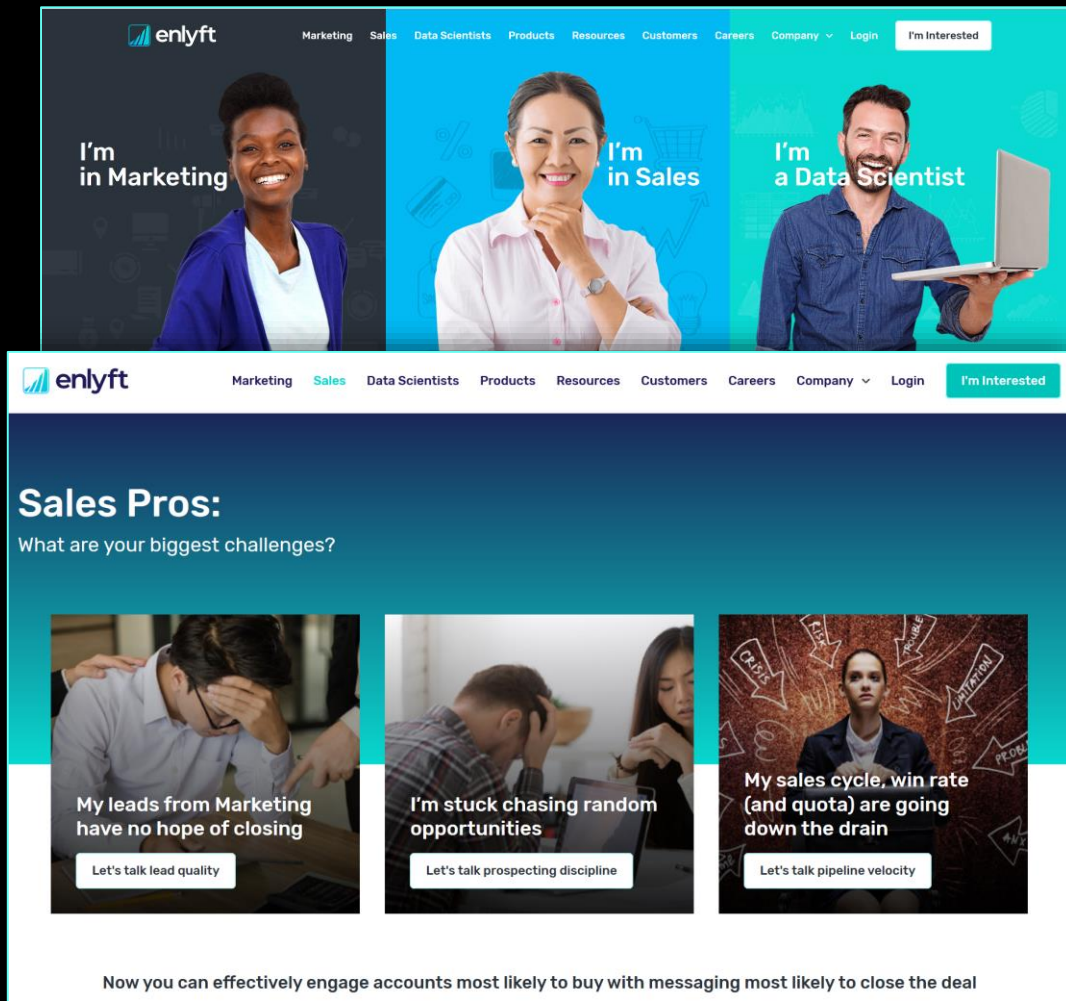 enlyft
Marketing Sales Data Scientists Products Resources Customers Careers Company Login I'm Interested
I'm
in Marketing
I'm
in Sales
I'm
a Data Scientist
enlyft
Marketing Sales Data Scientists Products Resources Customers Careers Company Login I'm Interested
Sales Pros:
What are your biggest challenges?
My leads from Marketing
have no hope of closing
Let's talk lead quality
I'm stuck chasing random
opportunities
Let's talk prospecting discipline
CRISIS
RISK
TROUBLE
LIMITATION
My sales cycle, win rate
(and quota) are going
down the drain
Let's talk pipeline velocity
Now you can effectively engage accounts most likely to buy with messaging most likely to close the deal